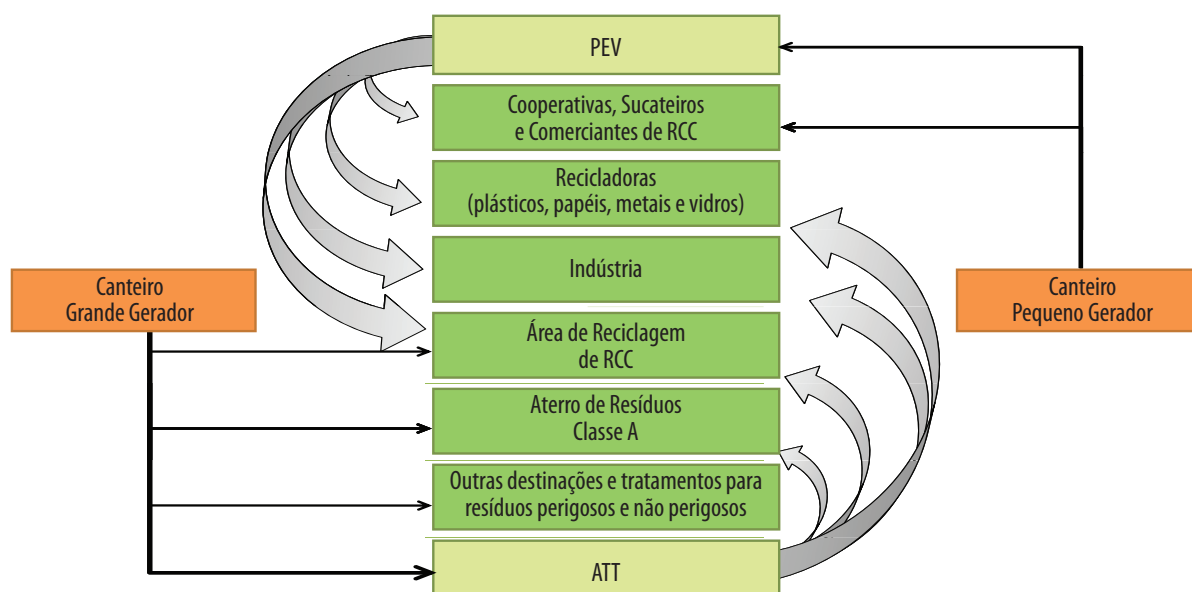 PEV
Cooperativas, Sucateiros
e Comerciantes de RCC
Recicladoras
(plásticos, papéis, metais e vidros)
Indústria
Canteiro
Grande Gerador
Canteiro
Pequeno Gerador
Área de Reciclagem
de RCC
Aterro de Resíduos
Classe A
Outras destinações e tratamentos para
resíduos perigosos e não perigosos
ATT